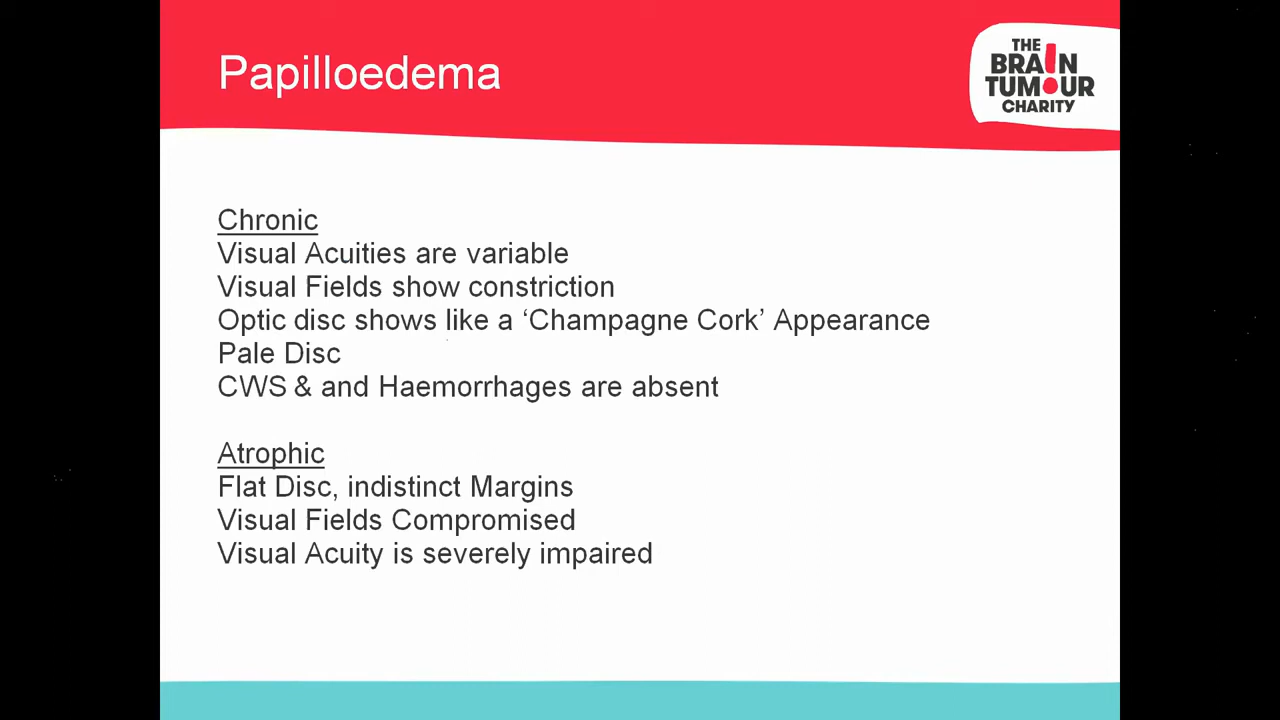 Papilloedema
THE
BRAIN
TUMOUR
CHARITY
Chronic
Visual Acuities are variable
Visual Fields show constriction
Optic disc shows like a ‘Champagne Cork’ Appearance
Pale Disc
CWS & and Haemorrhages are absent
Atrophic
Flat Disc, indistinct Margins
Visual Fields Compromised
Visual Acuity is severely impaired